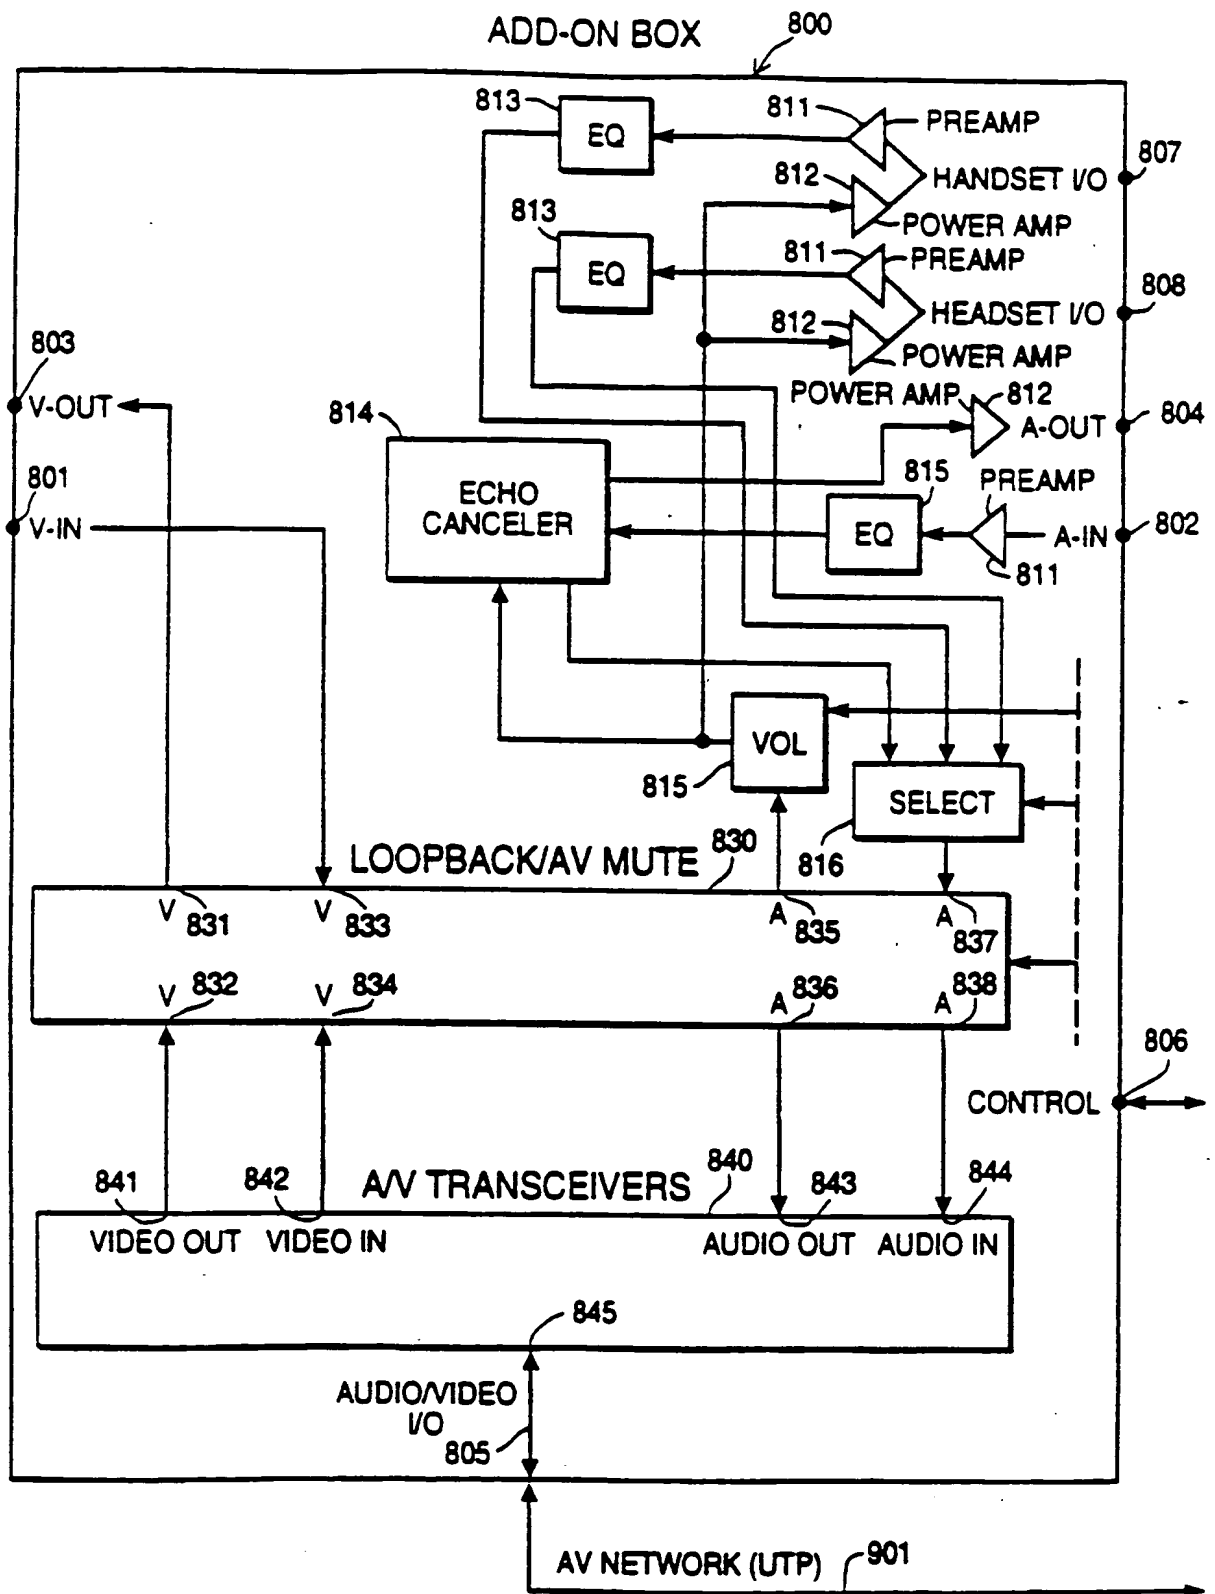 ADD-ON BOX
800
813
EQ
811
PREAMP
807
HANDSET I/O
812
POWER AMP
813
EQ
811
PREAMP
808
HEADSET I/O
812
POWER AMP
803
V-OUT
POWER AMP
812
A-OUT
804
814
ECHO
CANCELER
801
V-IN
815
EQ
PREAMP
811
A-IN
802
VOL
815
SELECT
816
LOOPBACK/AV MUTE
830
V
831
V
833
A
835
A
837
V
832
V
834
A
836
A
838
806
CONTROL
A/V TRANSCEIVERS
840
841
842
843
844
VIDEO OUT
VIDEO IN
AUDIO OUT
AUDIO IN
845
AUDIO/VIDEO
I/O
805
AV NETWORK (UTP)
901